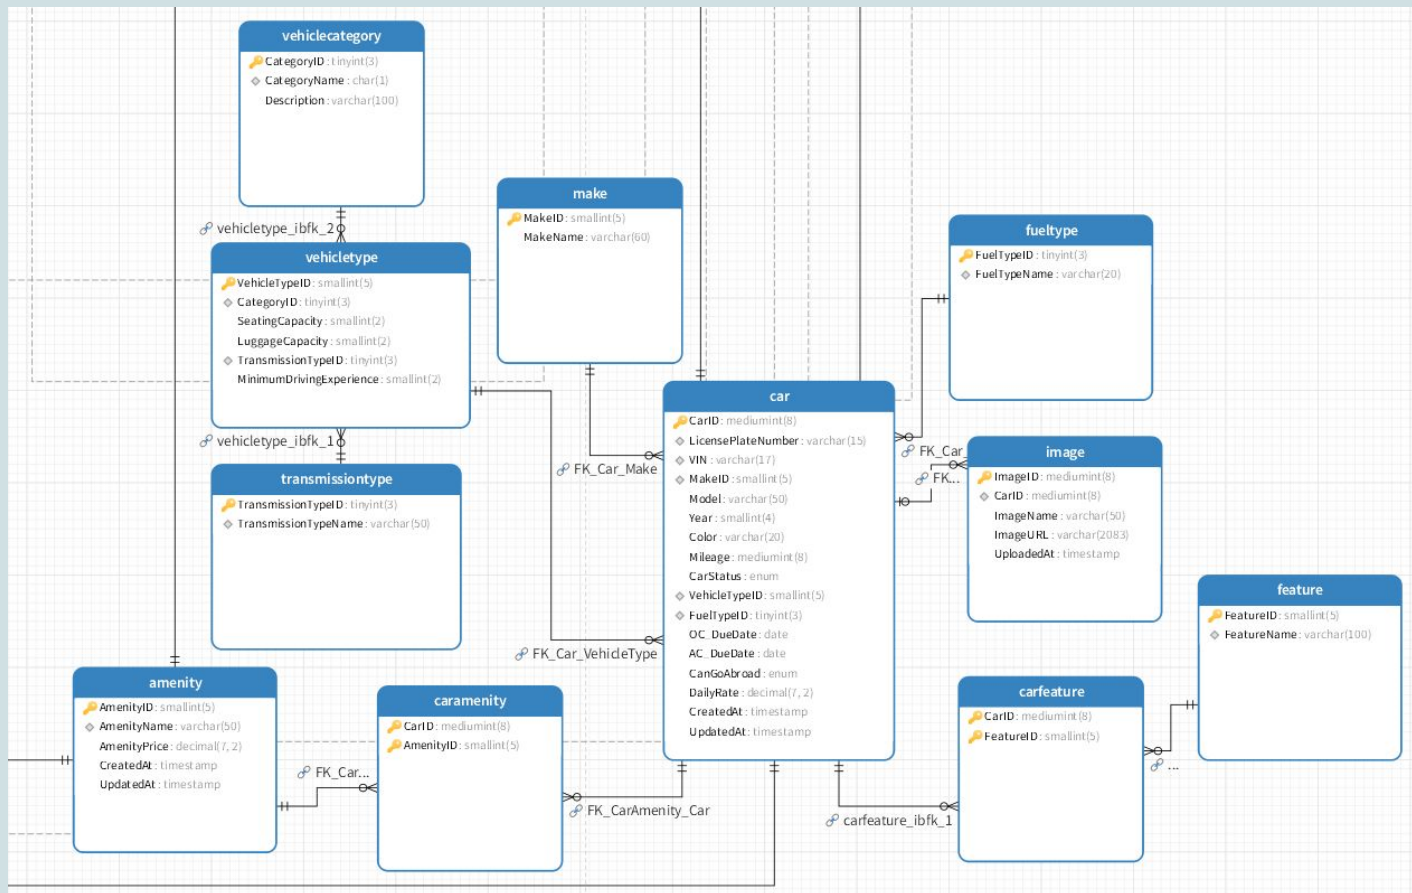 vehiclecategory
CategoryID : tinyint(3)
CategoryName : char(1)
Description : varchar(100)
vehicletype_ibfk_2
vehicletype
VehicleTypeID : smallint(5)
CategoryID : tinyint(3)
SeatingCapacity : smallint(2)
LuggageCapacity : smallint(2)
TransmissionTypeID : tinyint(3)
MinimumDrivingExperience : smallint(2)
vehicletype_ibfk_1
transmissiontype
TransmissionTypeID : tinyint(3)
TransmissionTypeName : varchar(50)
make
MakeID : smallint(5)
MakeName : varchar(60)
FK_Car_Make
FK_Car_VehicleType
car
CarID : mediumint(8)
LicensePlateNumber : varchar(15)
VIN : varchar(17)
MakeID : smallint(5)
Model : varchar(50)
Year : smallint(4)
Color : varchar(20)
Mileage : mediumint(8)
CarStatus : enum
VehicleTypeID : smallint(5)
FuelTypeID : tinyint(3)
OC_DueDate : date
AC_DueDate : date
CanGoAbroad : enum
DailyRate : decimal(7, 2)
CreatedAt : timestamp
UpdatedAt : timestamp
fueltype
FuelTypeID : tinyint(3)
FuelTypeName : varchar(20)
FK_Car_
FK...
image
ImageID : mediumint(8)
CarID : mediumint(8)
ImageName : varchar(50)
ImageURL : varchar(2083)
UploadedAt : timestamp
feature
FeatureID : smallint(5)
FeatureName : varchar(100)
amenity
AmenityID : smallint(5)
AmenityName : varchar(50)
AmenityPrice : decimal(7, 2)
CreatedAt : timestamp
UpdatedAt : timestamp
FK_Car...
caramenity
CarID : mediumint(8)
AmenityID : smallint(5)
FK_CarAmenity_Car
carfeature
CarID : mediumint(8)
FeatureID : smallint(5)
...
carfeature_ibfk_1